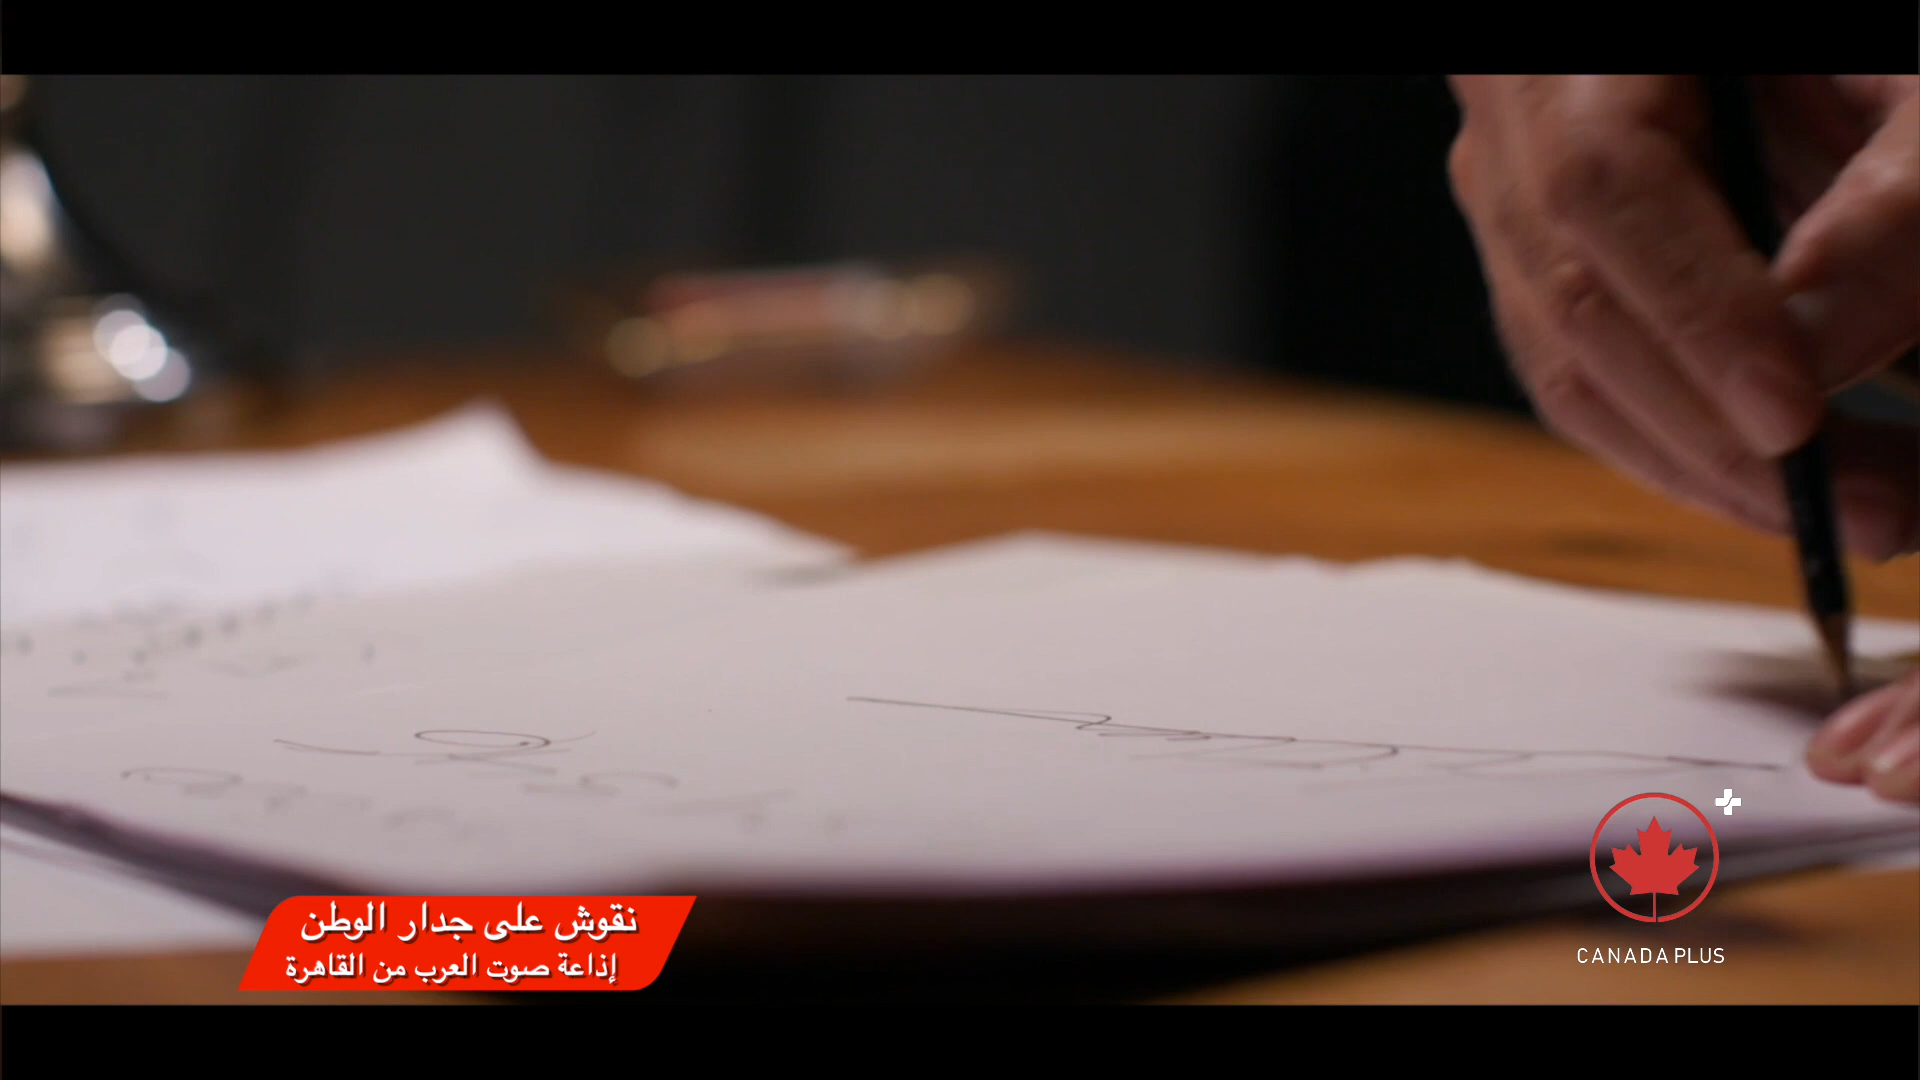 نقوش على جدار الوطن
إذاعة صوت العرب من القاهرة
CANADA PLUS